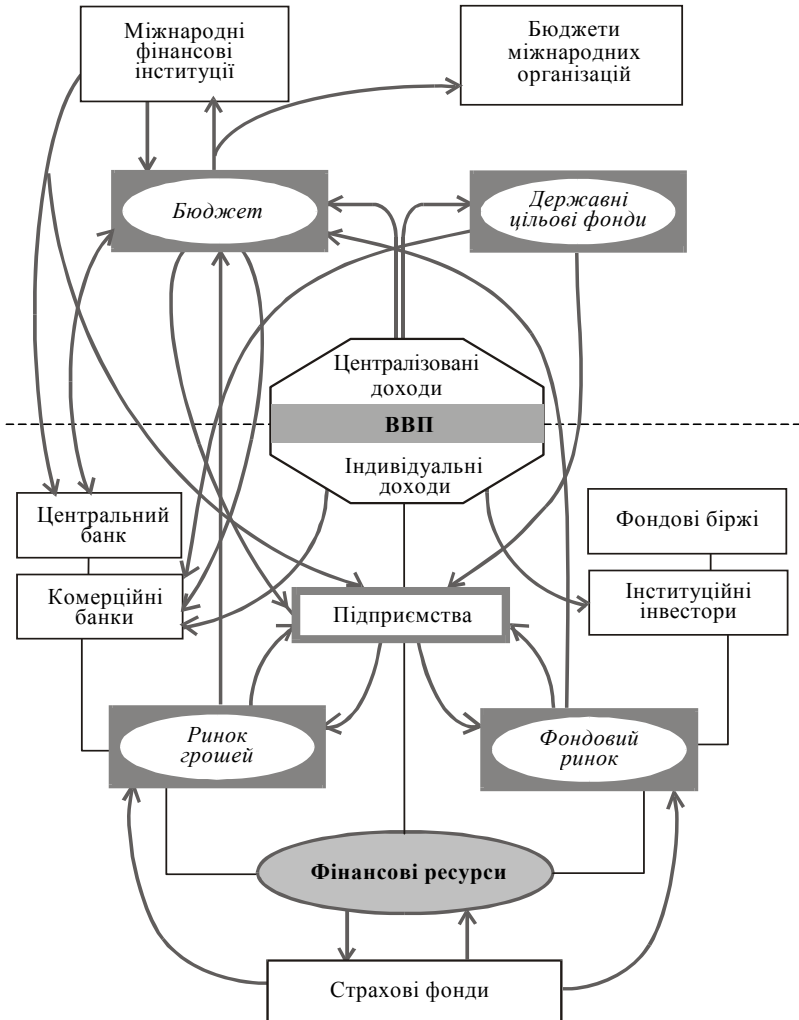 Міжнародні
фінансові
інституції
Бюджети
міжнародних
організацій
Бюджет
Державні
цільові фонди
Централізовані
доходи
ВВП
Індивідуальні
доходи
Центральний
банк
Фондові біржі
Комерційні
банки
Підприємства
Інституційні
інвестори
Ринок
грошей
Фондовий
ринок
Фінансові ресурси
Страхові фонди